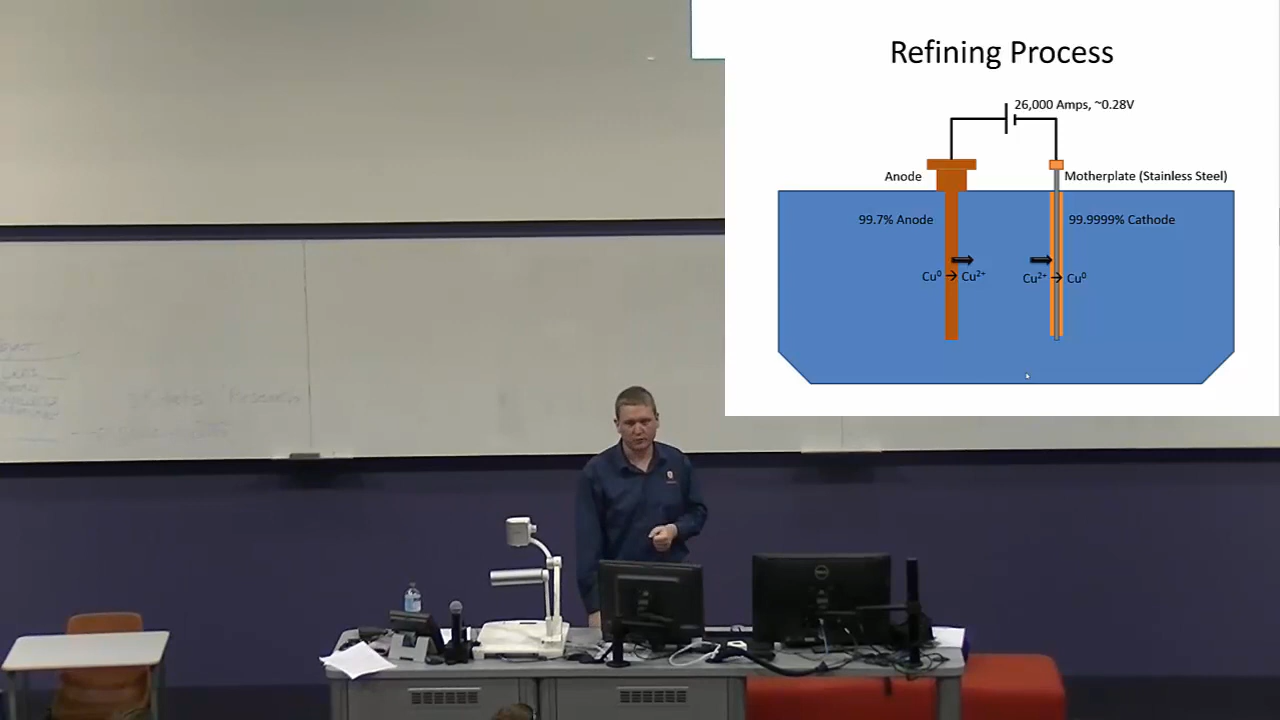 Refining Process
26,000 Amps, ~0.28V
Anode
Motherplate (Stainless Steel)
99.7% Anode
99.9999% Cathode
Cu⁰ → Cu²⁺
Cu²⁺ → Cu⁰
DELL